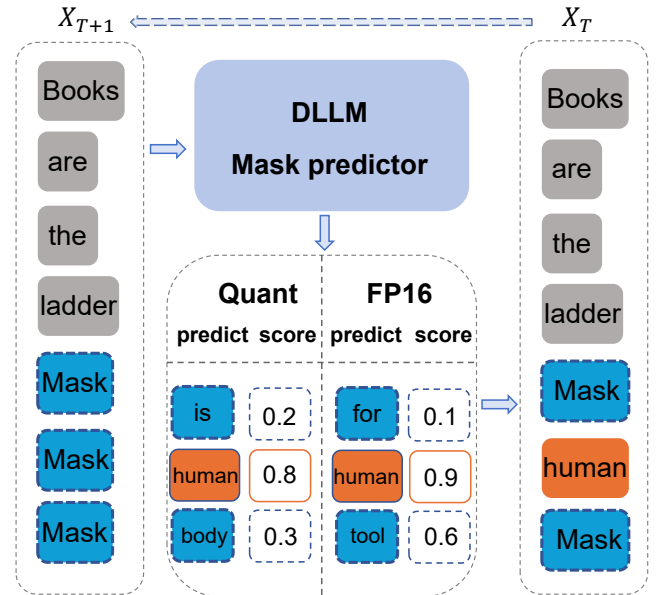 X_{T+1}
X_T
Books
are
the
ladder
Mask
Mask
Mask
DLLM
Mask predictor
Quant FP16
predict score predict score
is 0.2 for 0.1
human 0.8 human 0.9
body 0.3 tool 0.6
Books
are
the
ladder
Mask
human
Mask